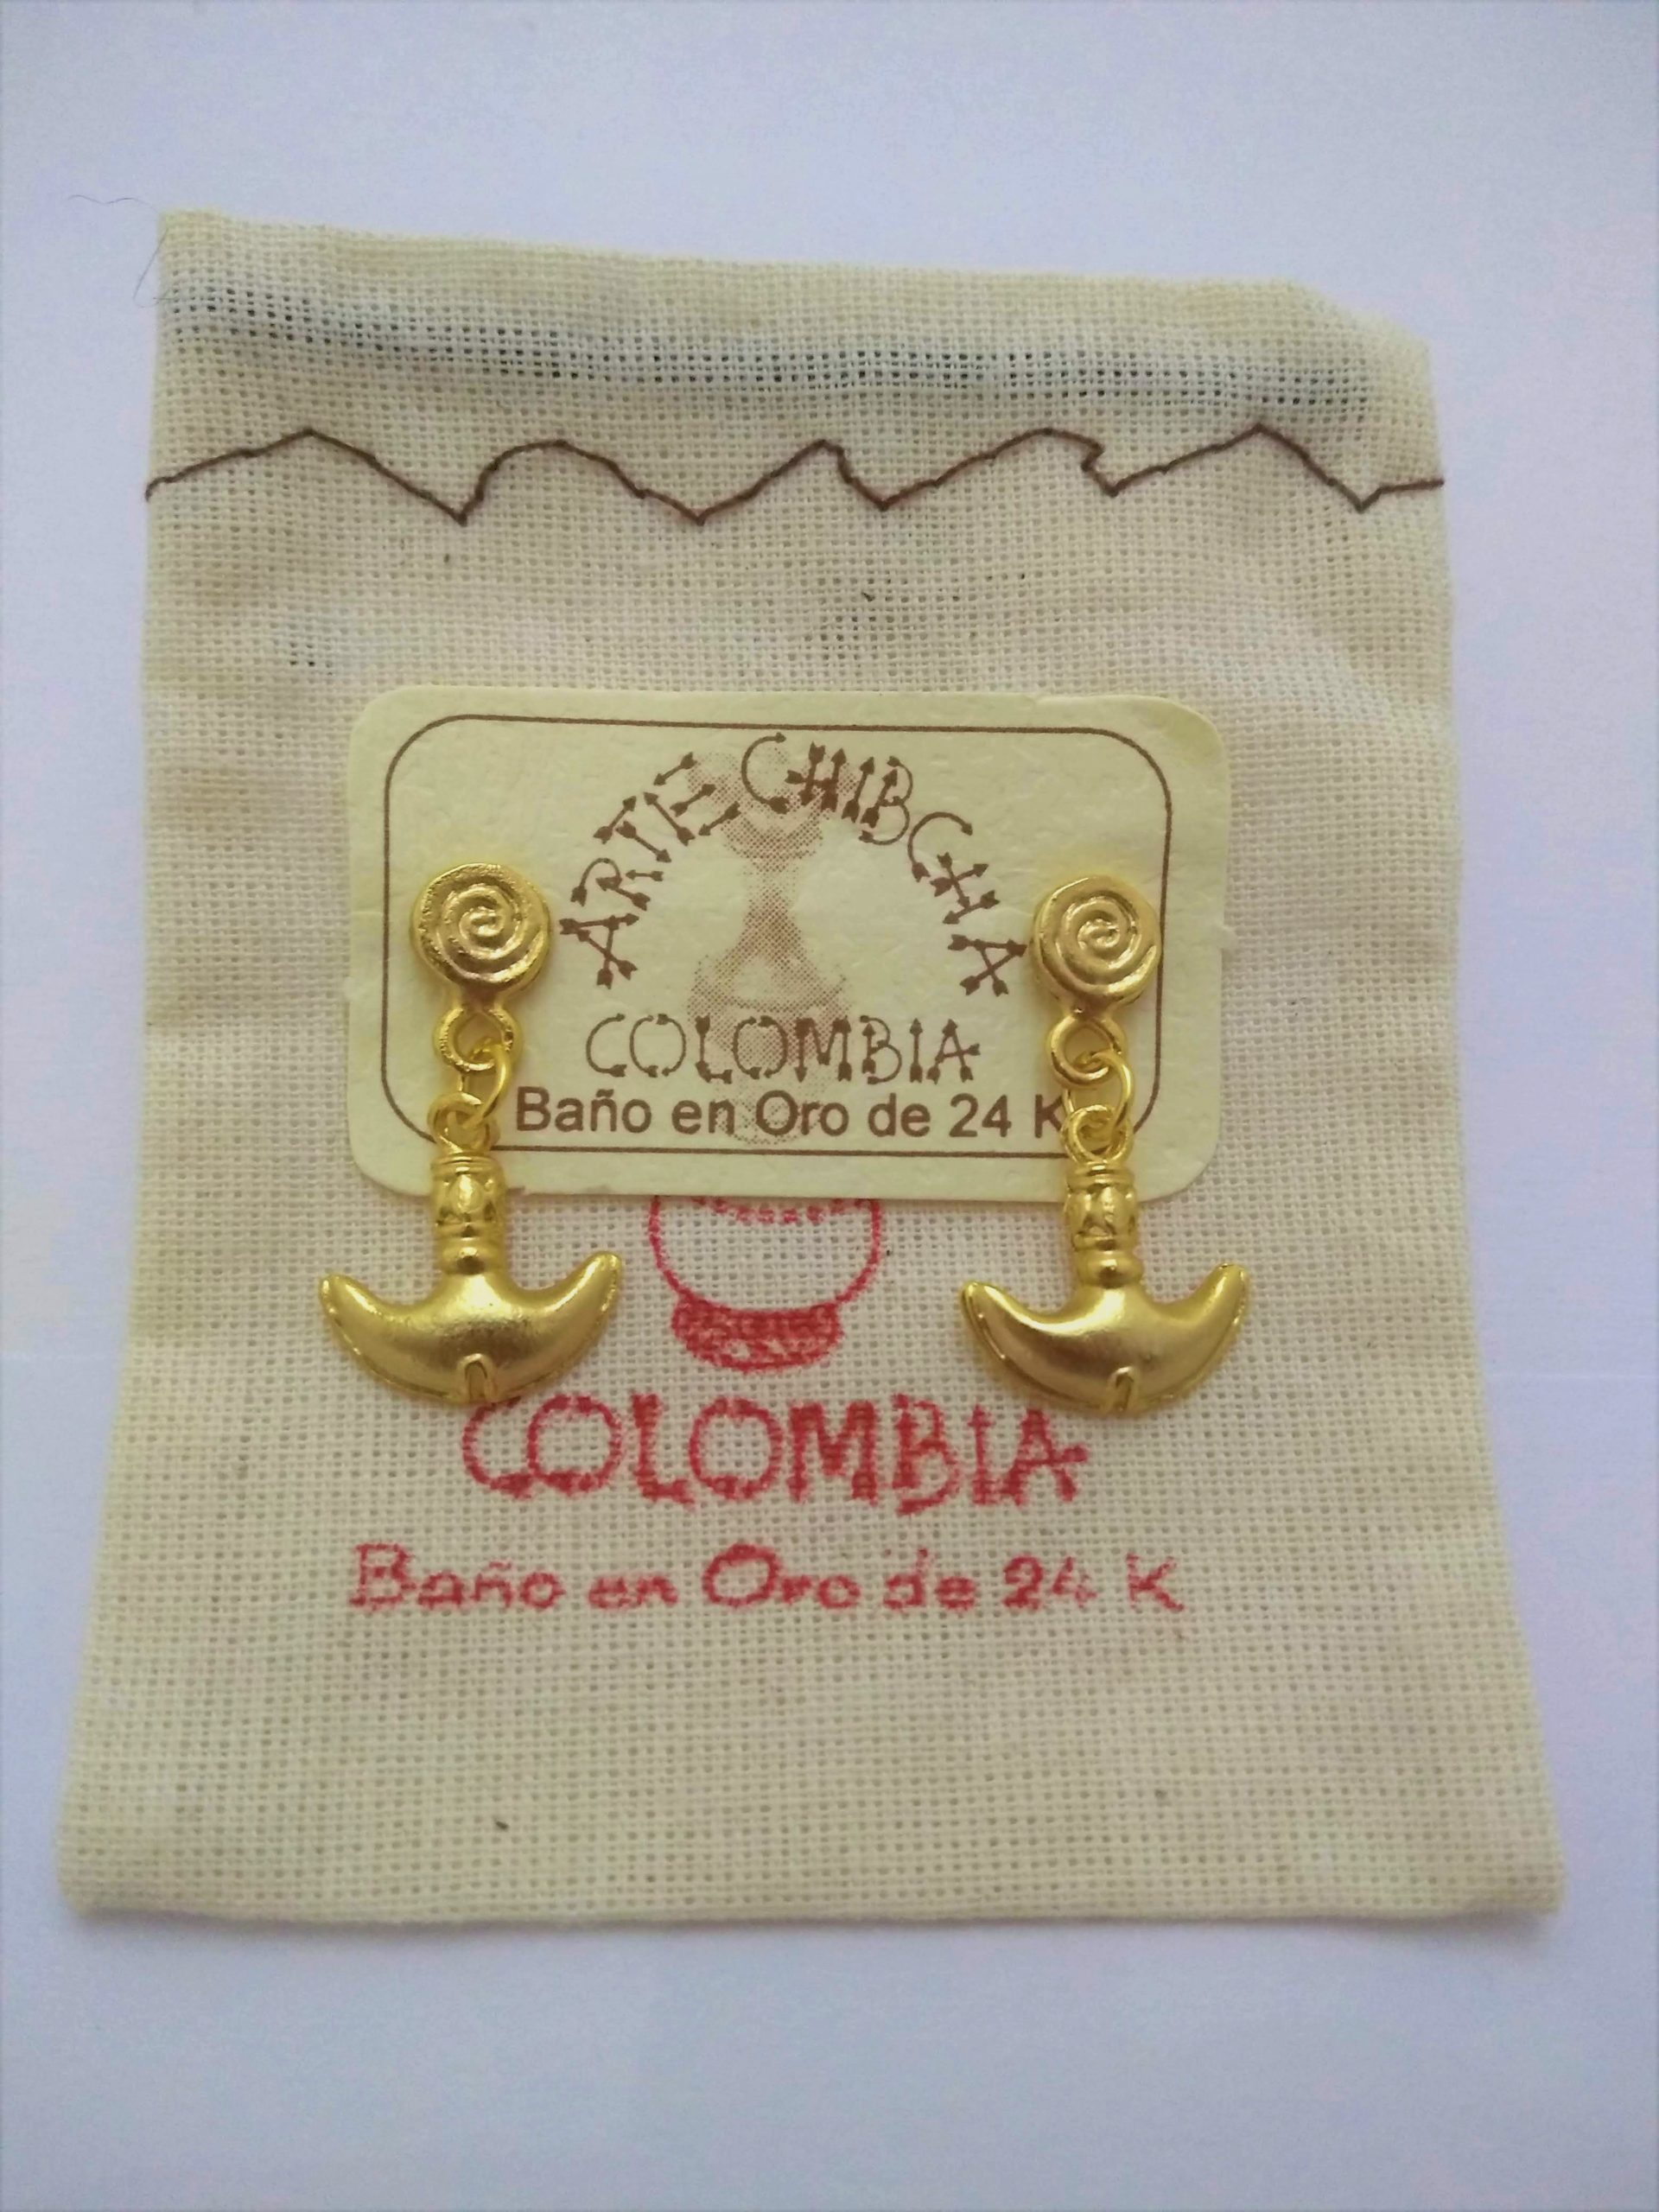 ARTE CHIBCHA
COLOMBIA
Baño en Oro de 24 K
COLOMBIA
Baño en Oro de 24 K